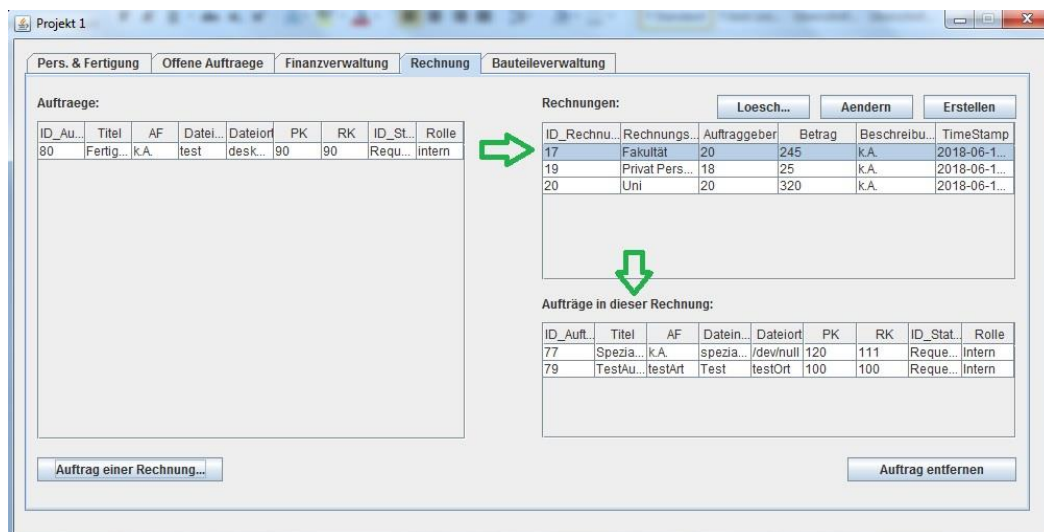 Projekt 1
Pers. & Fertigung Offene Auftraege Finanzverwaltung Rechnung Bauteileverwaltung
Auftraege:
ID_Au... Titel AF Datei... Dateiort PK RK ID_St... Rolle
80 Fertig... k.A. test desk... 90 90 Requ... intern
Rechnungen: Loesch... Aendern Erstellen
ID_Rechnu... Rechnungs... Auftraggeber Betrag Beschreibu... TimeStamp
17 Fakultät 20 245 k.A. 2018-06-1...
19 Privat Pers... 18 25 k.A. 2018-06-1...
20 Uni 20 320 k.A. 2018-06-1...
Aufträge in dieser Rechnung:
ID_Auft... Titel AF Datein... Dateiort PK RK ID_Stat... Rolle
77 Spezia... k.A. spezia... /dev/null 120 111 Reque... Intern
79 TestAu... testArt Test testOrt 100 100 Reque... Intern
Auftrag einer Rechnung... Auftrag entfernen